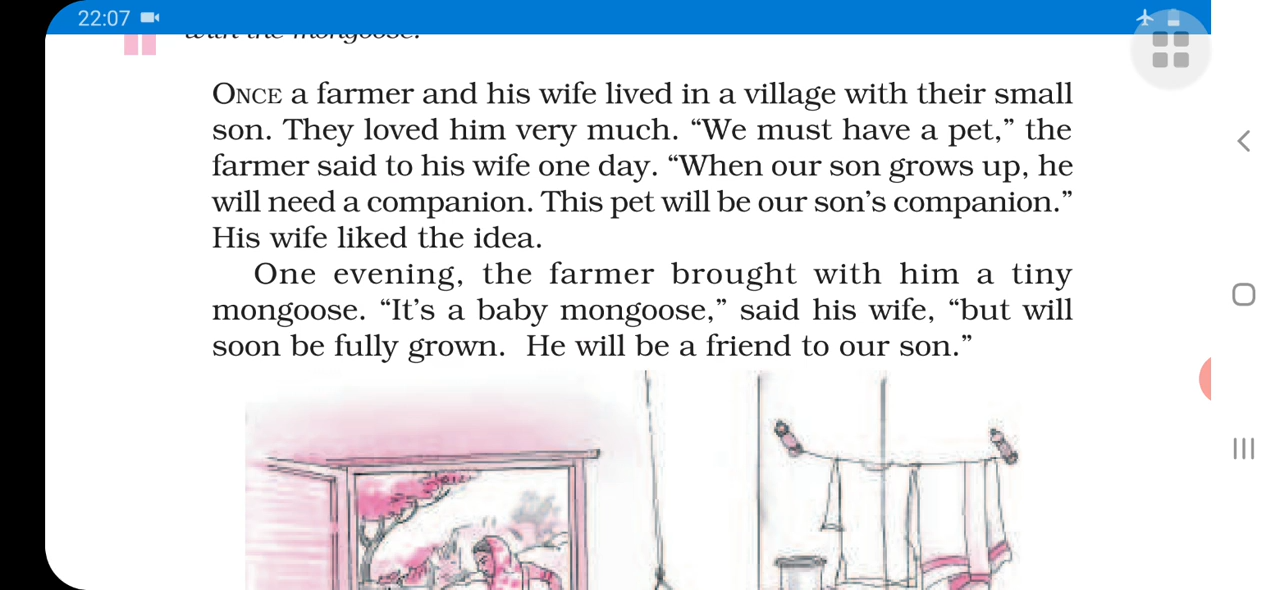 22:07
with the mongoose.
ONCE a farmer and his wife lived in a village with their small
son. They loved him very much. “We must have a pet,” the
farmer said to his wife one day. “When our son grows up, he
will need a companion. This pet will be our son’s companion.”
His wife liked the idea.
One evening, the farmer brought with him a tiny
mongoose. “It’s a baby mongoose,” said his wife, “but will
soon be fully grown. He will be a friend to our son.”